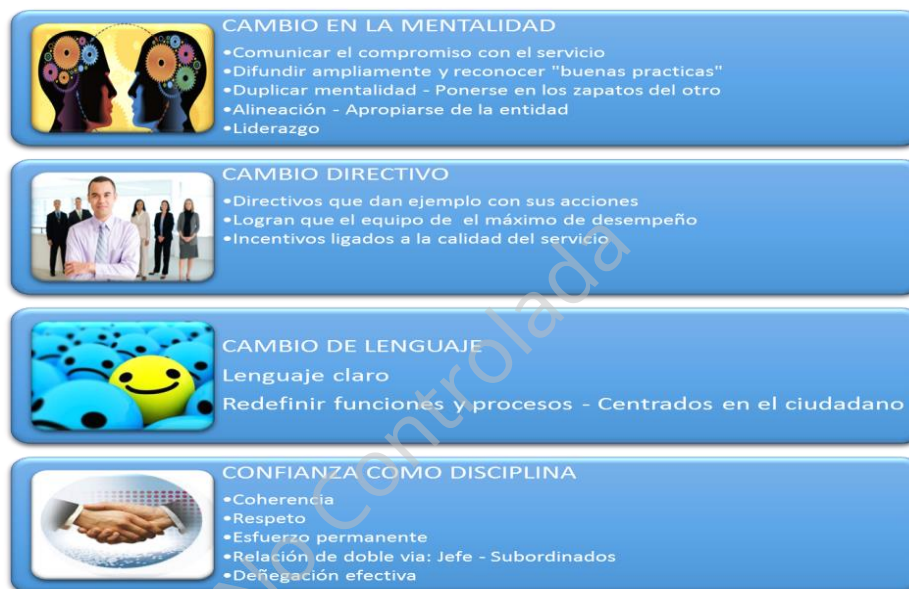 CAMBIO EN LA MENTALIDAD
•Comunicar el compromiso con el servicio
•Difundir ampliamente y reconocer "buenas practicas"
•Duplicar mentalidad - Ponerse en los zapatos del otro
•Alineación - Apropiarse de la entidad
•Liderazgo
CAMBIO DIRECTIVO
•Directivos que dan ejemplo con sus acciones
•Logran que el equipo de el máximo de desempeño
•Incentivos ligados a la calidad del servicio
CAMBIO DE LENGUAJE
Lenguaje claro
Redefinir funciones y procesos - Centrados en el ciudadano
CONFIANZA COMO DISCIPLINA
•Coherencia
•Respeto
•Esfuerzo permanente
•Relación de doble via: Jefe - Subordinados
•Deñegación efectiva
No Controlada